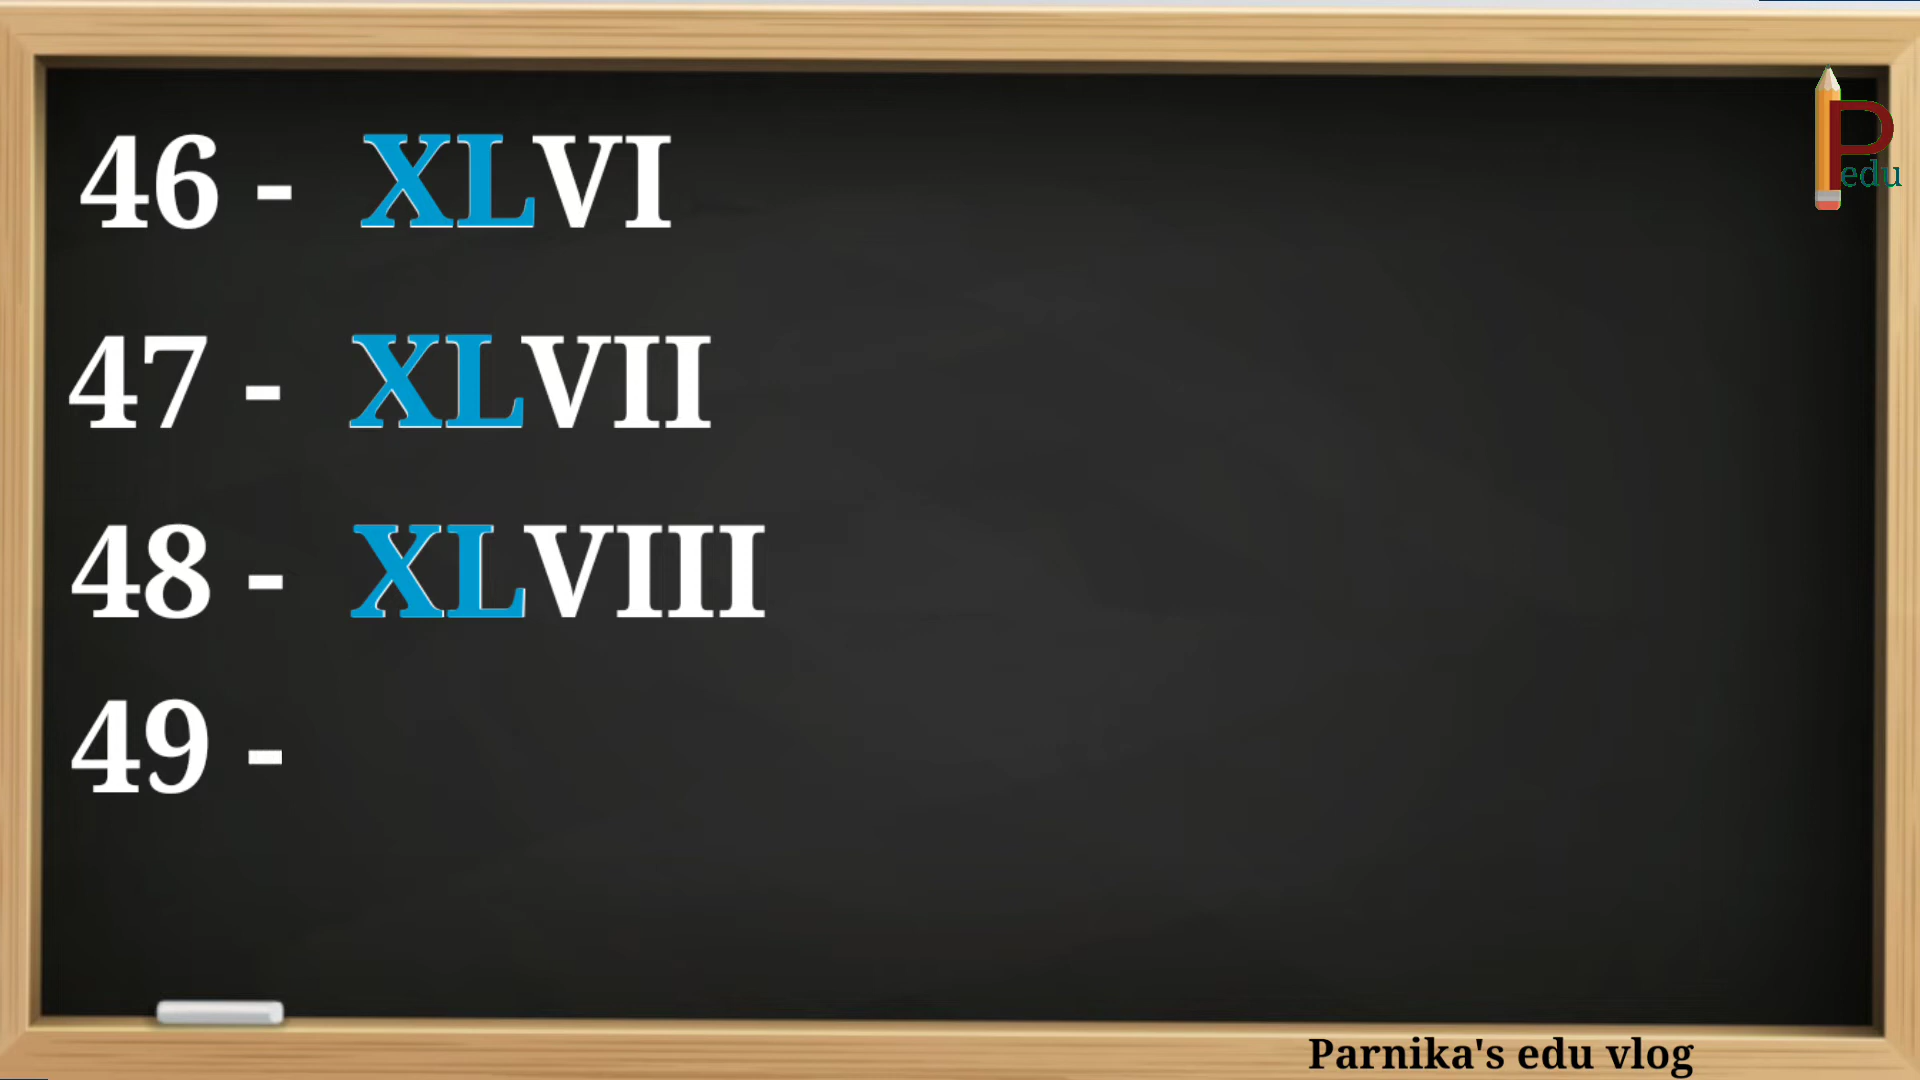 46 - XLVI
P
edu
47 - XLVII
48 - XLVIII
49 -
Parnika's edu vlog